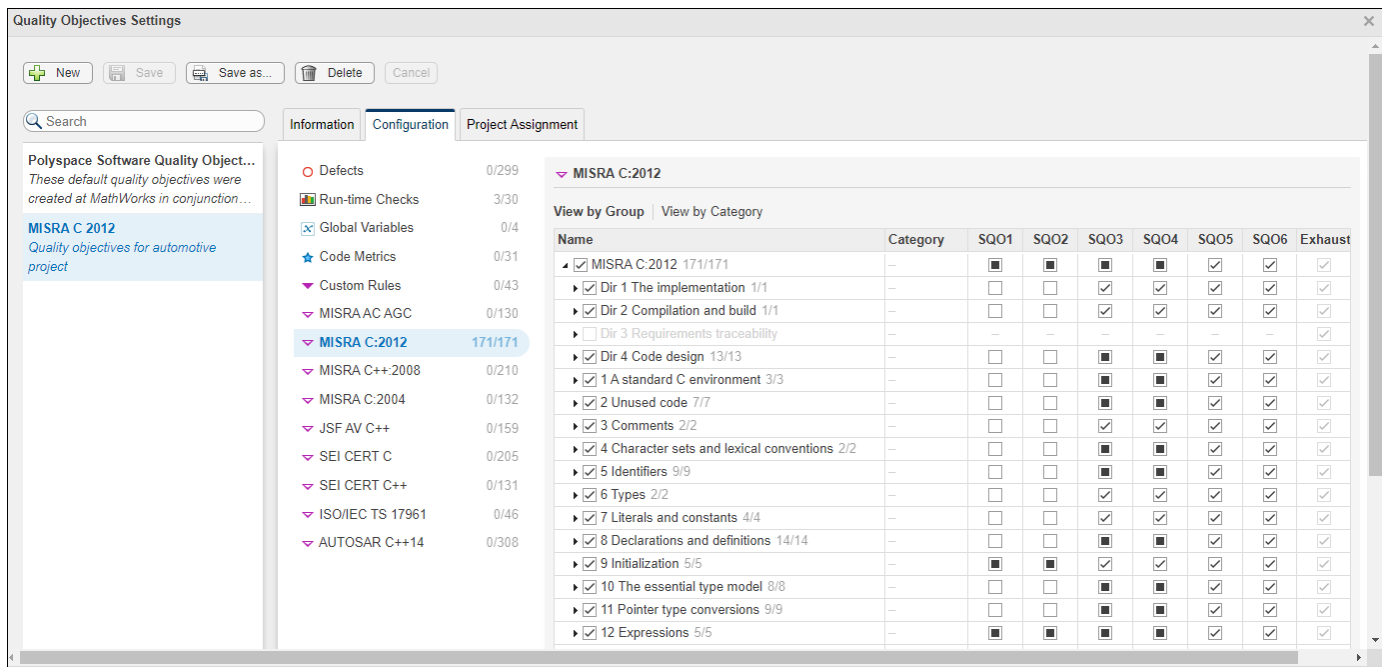 Quality Objectives Settings
New Save Save as... Delete Cancel
Search
Information Configuration Project Assignment
Polyspace Software Quality Object...
These default quality objectives were
created at MathWorks in conjunction...
MISRA C 2012
Quality objectives for automotive
project
Defects 0/299
Run-time Checks 3/30
Global Variables 0/4
Code Metrics 0/31
Custom Rules 0/43
MISRA AC AGC 0/130
MISRA C:2012 171/171
MISRA C++:2008 0/210
MISRA C:2004 0/132
JSF AV C++ 0/159
SEI CERT C 0/205
SEI CERT C++ 0/131
ISO/IEC TS 17961 0/46
AUTOSAR C++14 0/308
MISRA C:2012
View by Group View by Category
Name Category SQO1 SQO2 SQO3 SQO4 SQO5 SQO6 Exhaust
MISRA C:2012 171/171 –
Dir 1 The implementation 1/1 –
Dir 2 Compilation and build 1/1 –
Dir 3 Requirements traceability – – – – – – –
Dir 4 Code design 13/13 –
1 A standard C environment 3/3 –
2 Unused code 7/7 –
3 Comments 2/2 –
4 Character sets and lexical conventions 2/2 –
5 Identifiers 9/9 –
6 Types 2/2 –
7 Literals and constants 4/4 –
8 Declarations and definitions 14/14 –
9 Initialization 5/5 –
10 The essential type model 8/8 –
11 Pointer type conversions 9/9 –
12 Expressions 5/5 –